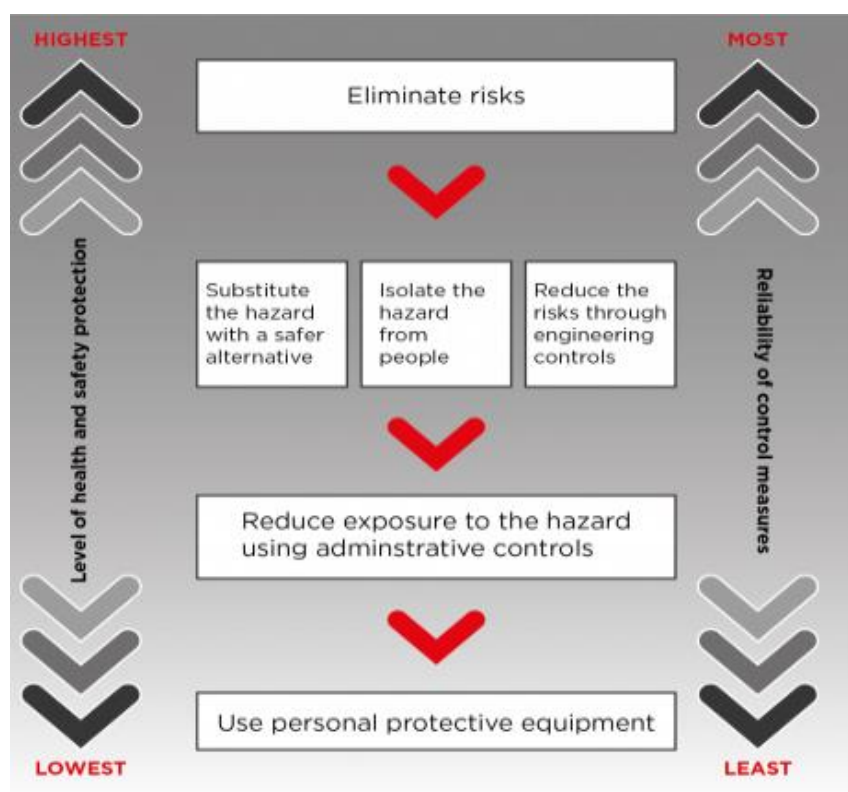 HIGHEST
MOST
Eliminate risks
Substitute
the hazard
with a safer
alternative
Isolate the
hazard
from
people
Reduce the
risks through
engineering
controls
Level of health and safety protection
Reliability of control measures
Reduce exposure to the hazard
using adminstrative controls
Use personal protective equipment
LOWEST
LEAST